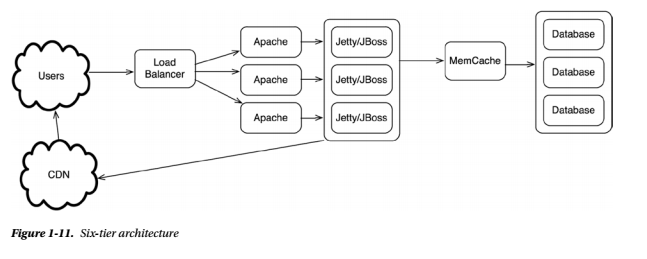 Users
Load
Balancer
Apache
Apache
Apache
Jetty/JBoss
Jetty/JBoss
Jetty/JBoss
MemCache
Database
Database
Database
CDN
Figure 1-11. Six-tier architecture